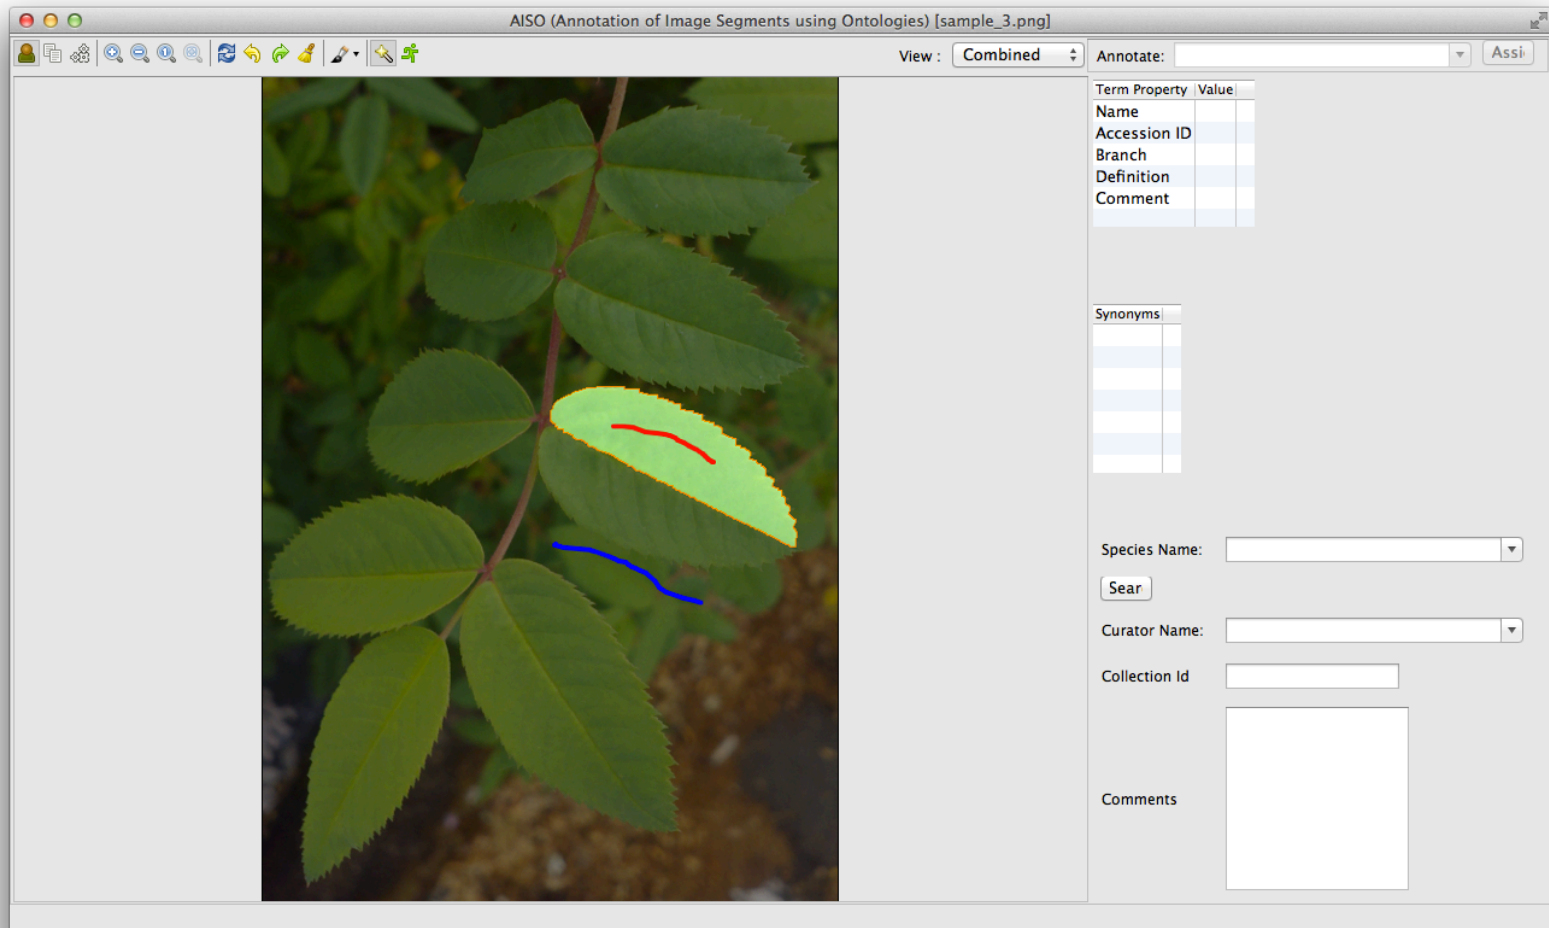 AISO (Annotation of Image Segments using Ontologies) [sample_3.png]
View : Combined
Annotate: Assi
Term Property Value
Name
Accession ID
Branch
Definition
Comment
Synonyms
Species Name:
Sear
Curator Name:
Collection Id
Comments